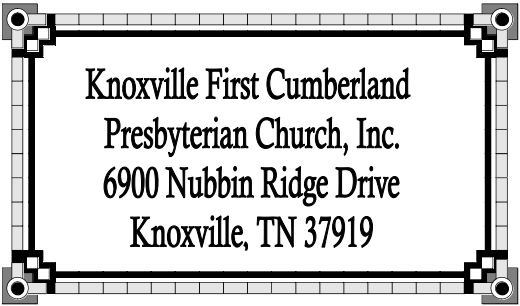 Knoxville First Cumberland
Presbyterian Church, Inc.
6900 Nubbin Ridge Drive
Knoxville, TN 37919